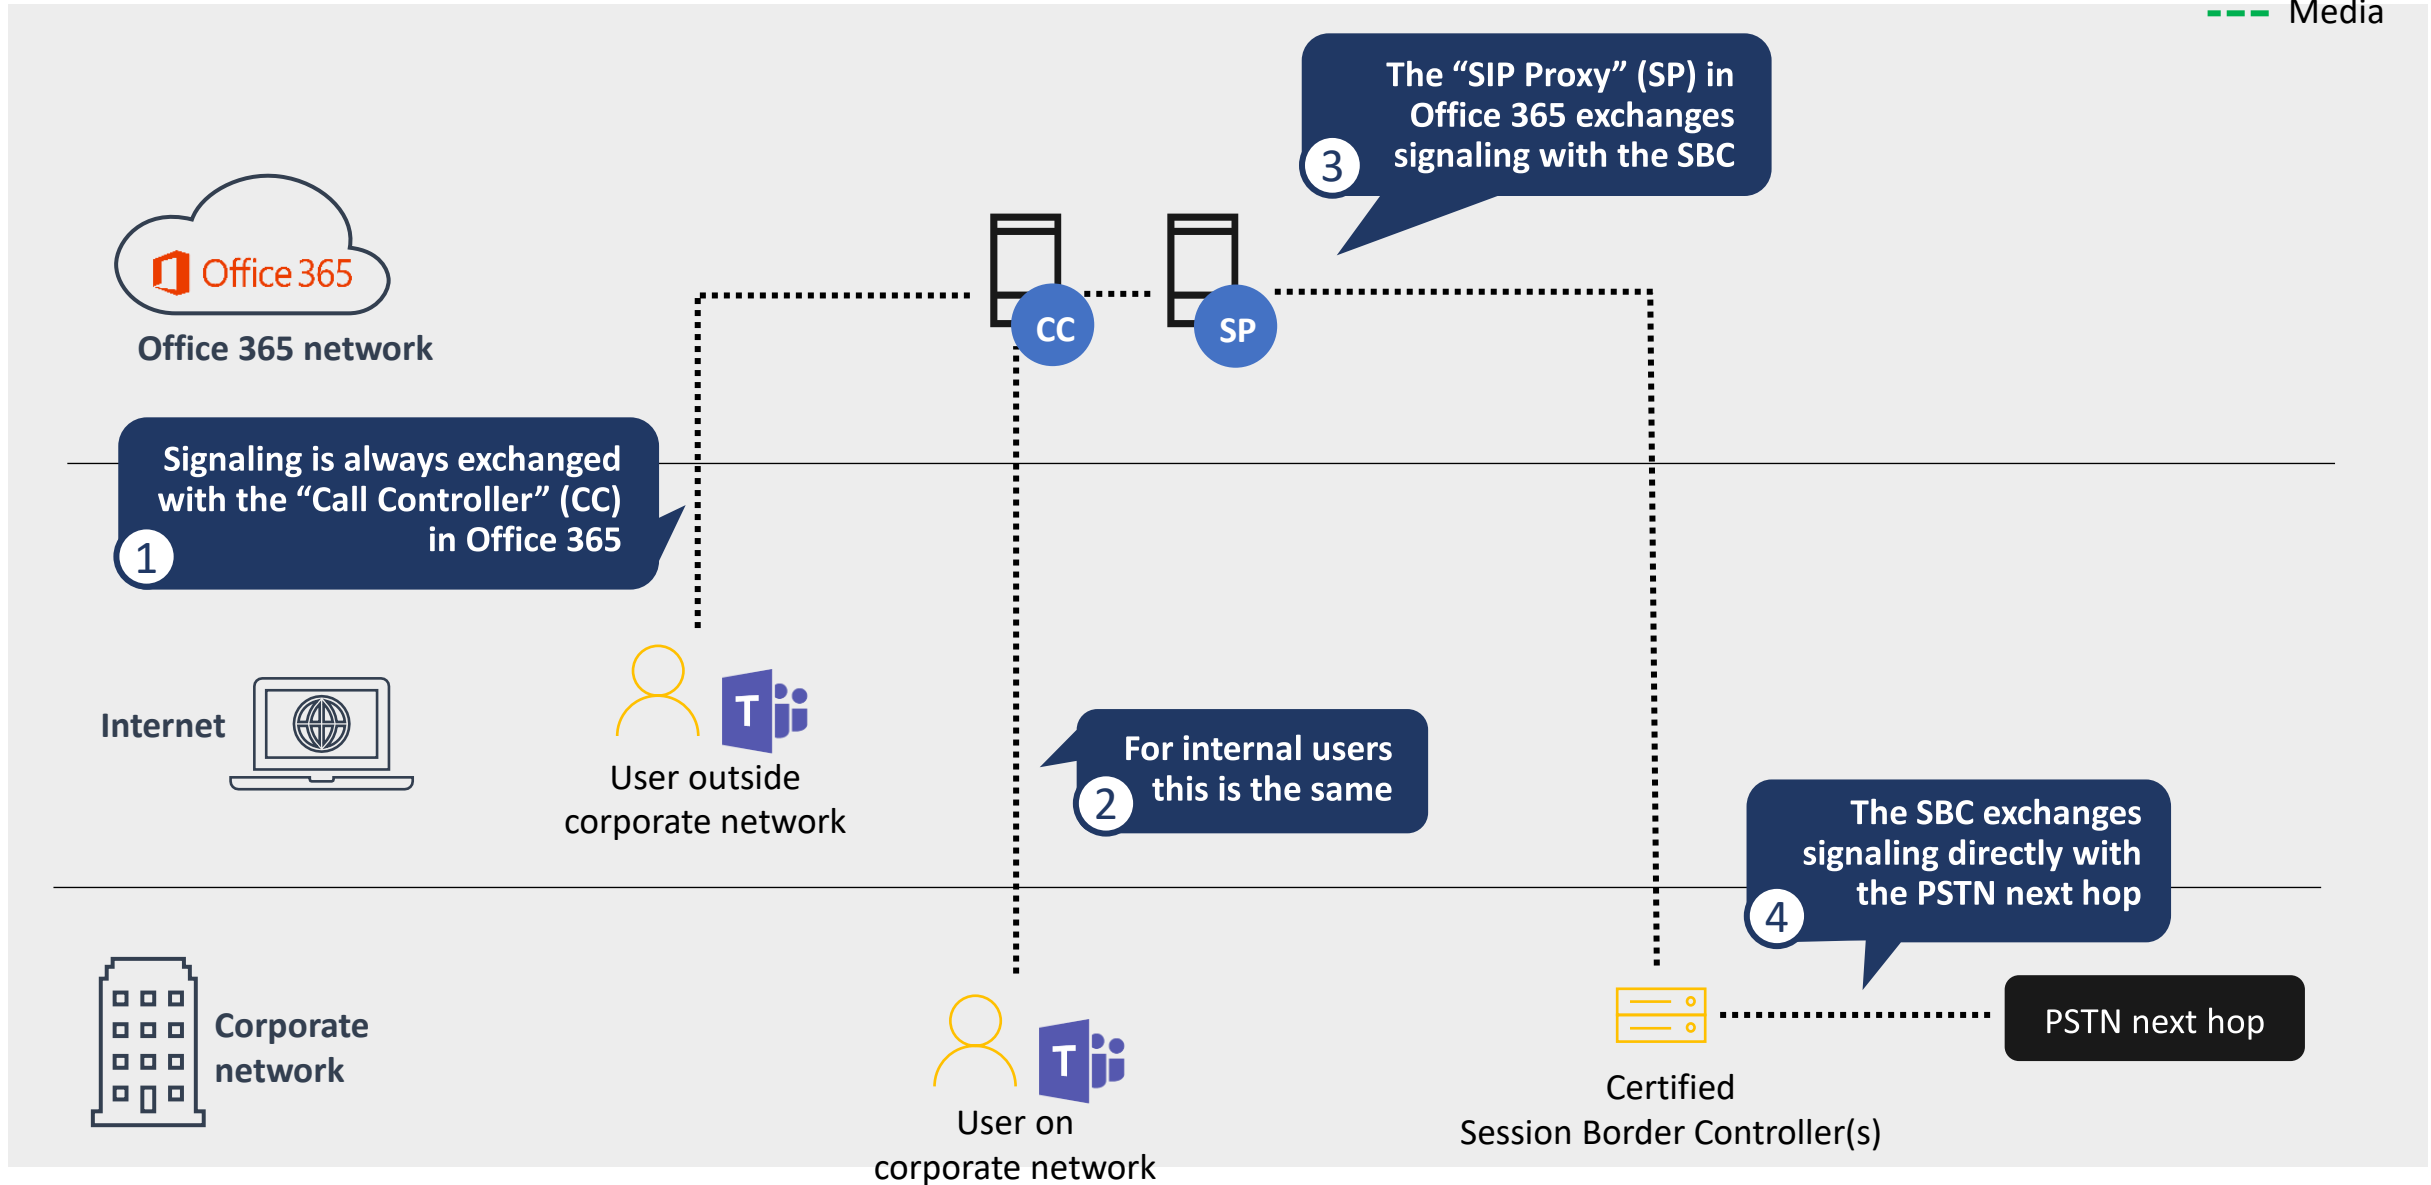 Media
The “SIP Proxy” (SP) in
Office 365 exchanges
signaling with the SBC
3
Office 365
Office 365 network
CC
SP
Signaling is always exchanged
with the “Call Controller” (CC)
in Office 365
1
Internet
T
User outside
corporate network
For internal users
this is the same
2
The SBC exchanges
signaling directly with
the PSTN next hop
4
Corporate
network
T
User on
corporate network
Certified
Session Border Controller(s)
PSTN next hop